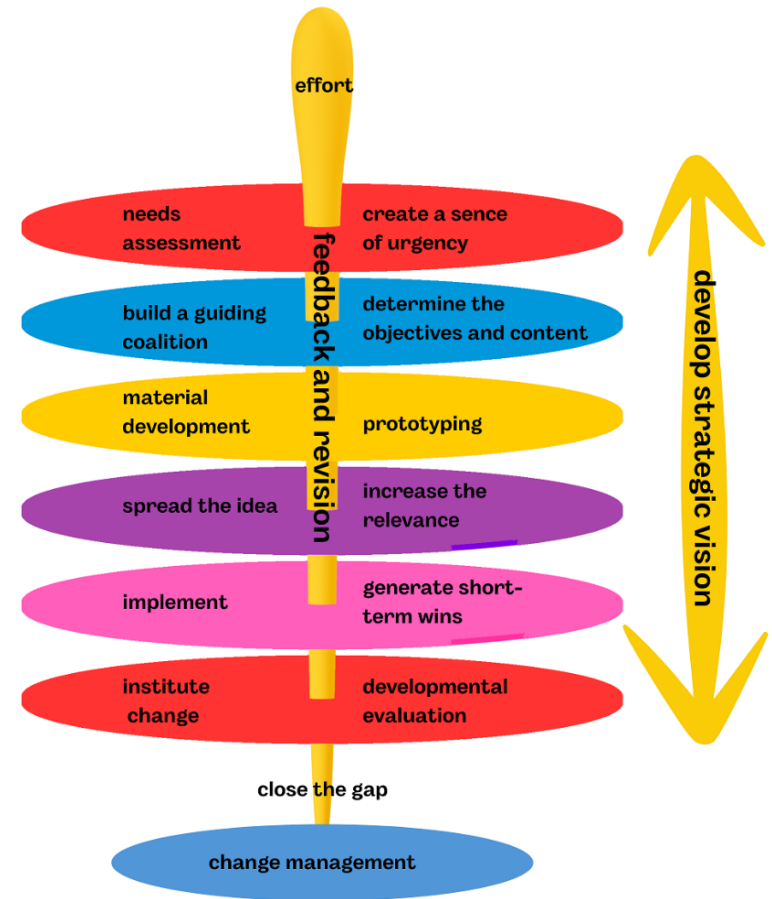 effort
needs
assessment
create a sence
of urgency
feedback and revision
build a guiding
coalition
determine the
objectives and content
material
development
prototyping
spread the idea
increase the
relevance
implement
generate short-
term wins
institute
change
developmental
evaluation
close the gap
change management
develop strategic vision